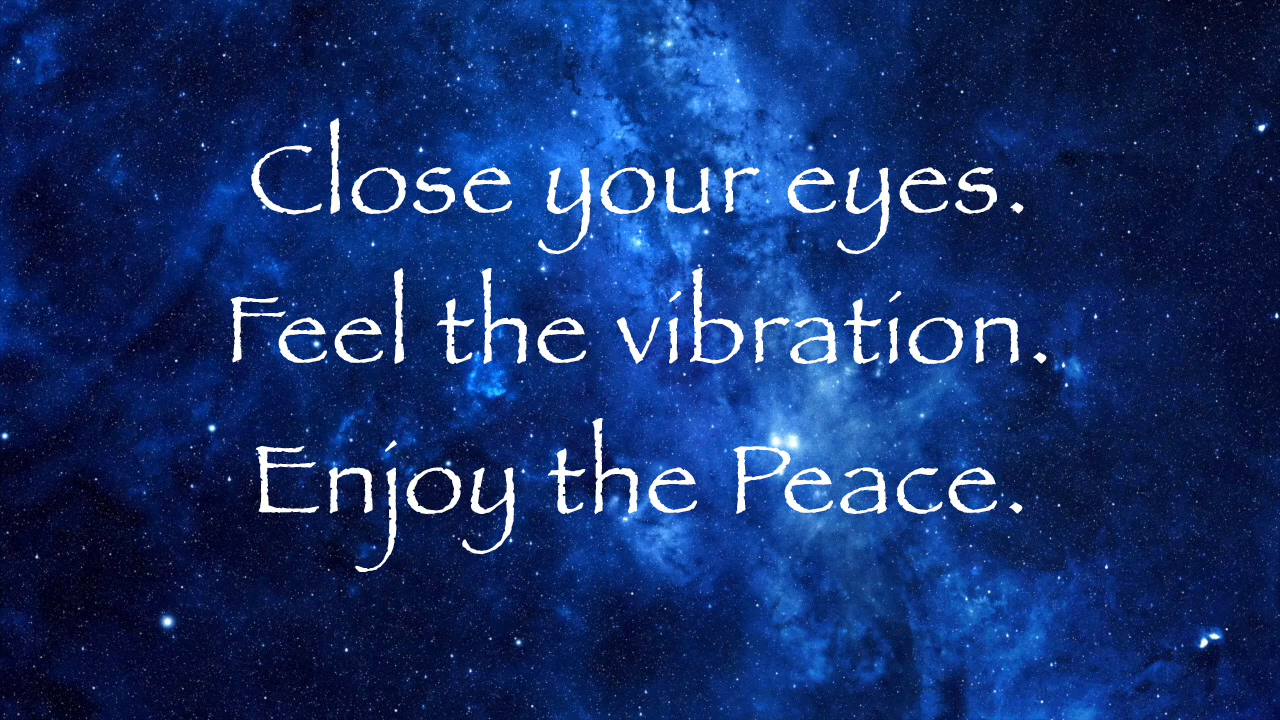 Close your eyes.
Feel the vibration.
Enjoy the Peace.